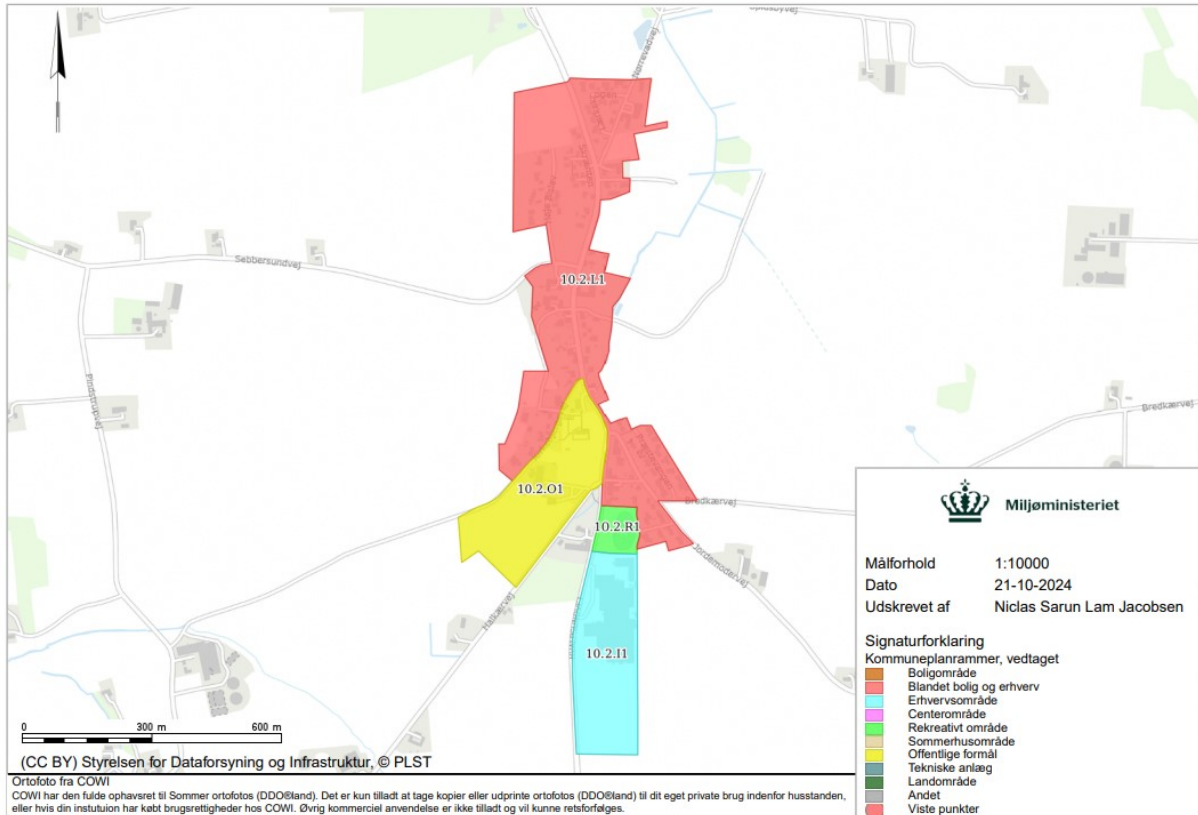 Nørrevadvej
Sebbersundvej
10.2.L1
Pindstrupvej
Bredkærvej
10.2.O1
Bredkærvej
10.2.R1
Jordemodervej
Halkærvej
10.2.I1
0 300 m 600 m
(CC BY) Styrelsen for Dataforsyning og Infrastruktur, © PLST
Miljøministeriet
Målforhold 1:10000
Dato 21-10-2024
Udskrevet af Niclas Sarun Lam Jacobsen
Signaturforklaring
Kommuneplanrammer, vedtaget
Boligområde
Blandet bolig og erhverv
Erhvervsområde
Centerområde
Rekreativt område
Sommerhusområde
Offentlige formål
Tekniske anlæg
Landområde
Andet
Viste punkter
Ortofoto fra COWI
COWI har den fulde ophavsret til Sommer ortofotos (DDO®land). Det er kun tilladt at tage kopier eller udprinte ortofotos (DDO®land) til dit eget private brug indenfor husstanden,
eller hvis din instutuion har købt brugsrettigheder hos COWI. Øvrig kommerciel anvendelse er ikke tilladt og vil kunne retsforfølges.